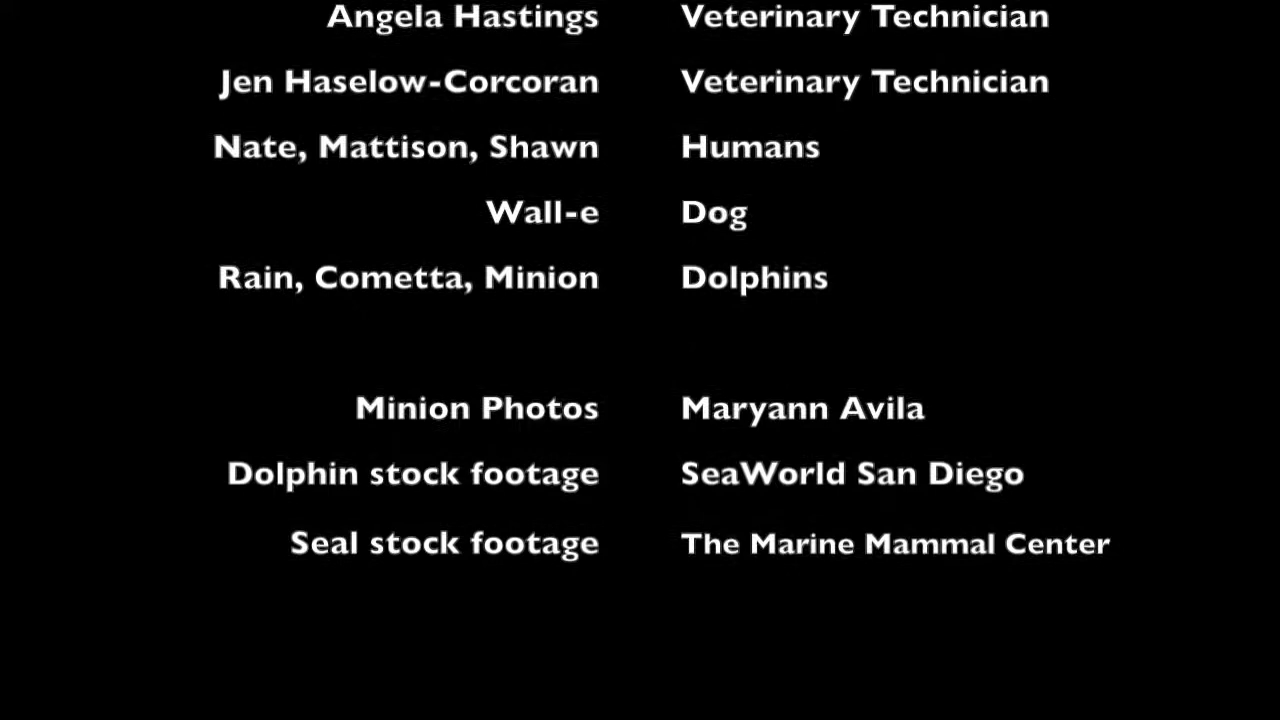 Angela Hastings Veterinary Technician
Jen Haselow-Corcoran Veterinary Technician
Nate, Mattison, Shawn Humans
Wall-e Dog
Rain, Cometta, Minion Dolphins
Minion Photos Maryann Avila
Dolphin stock footage SeaWorld San Diego
Seal stock footage The Marine Mammal Center